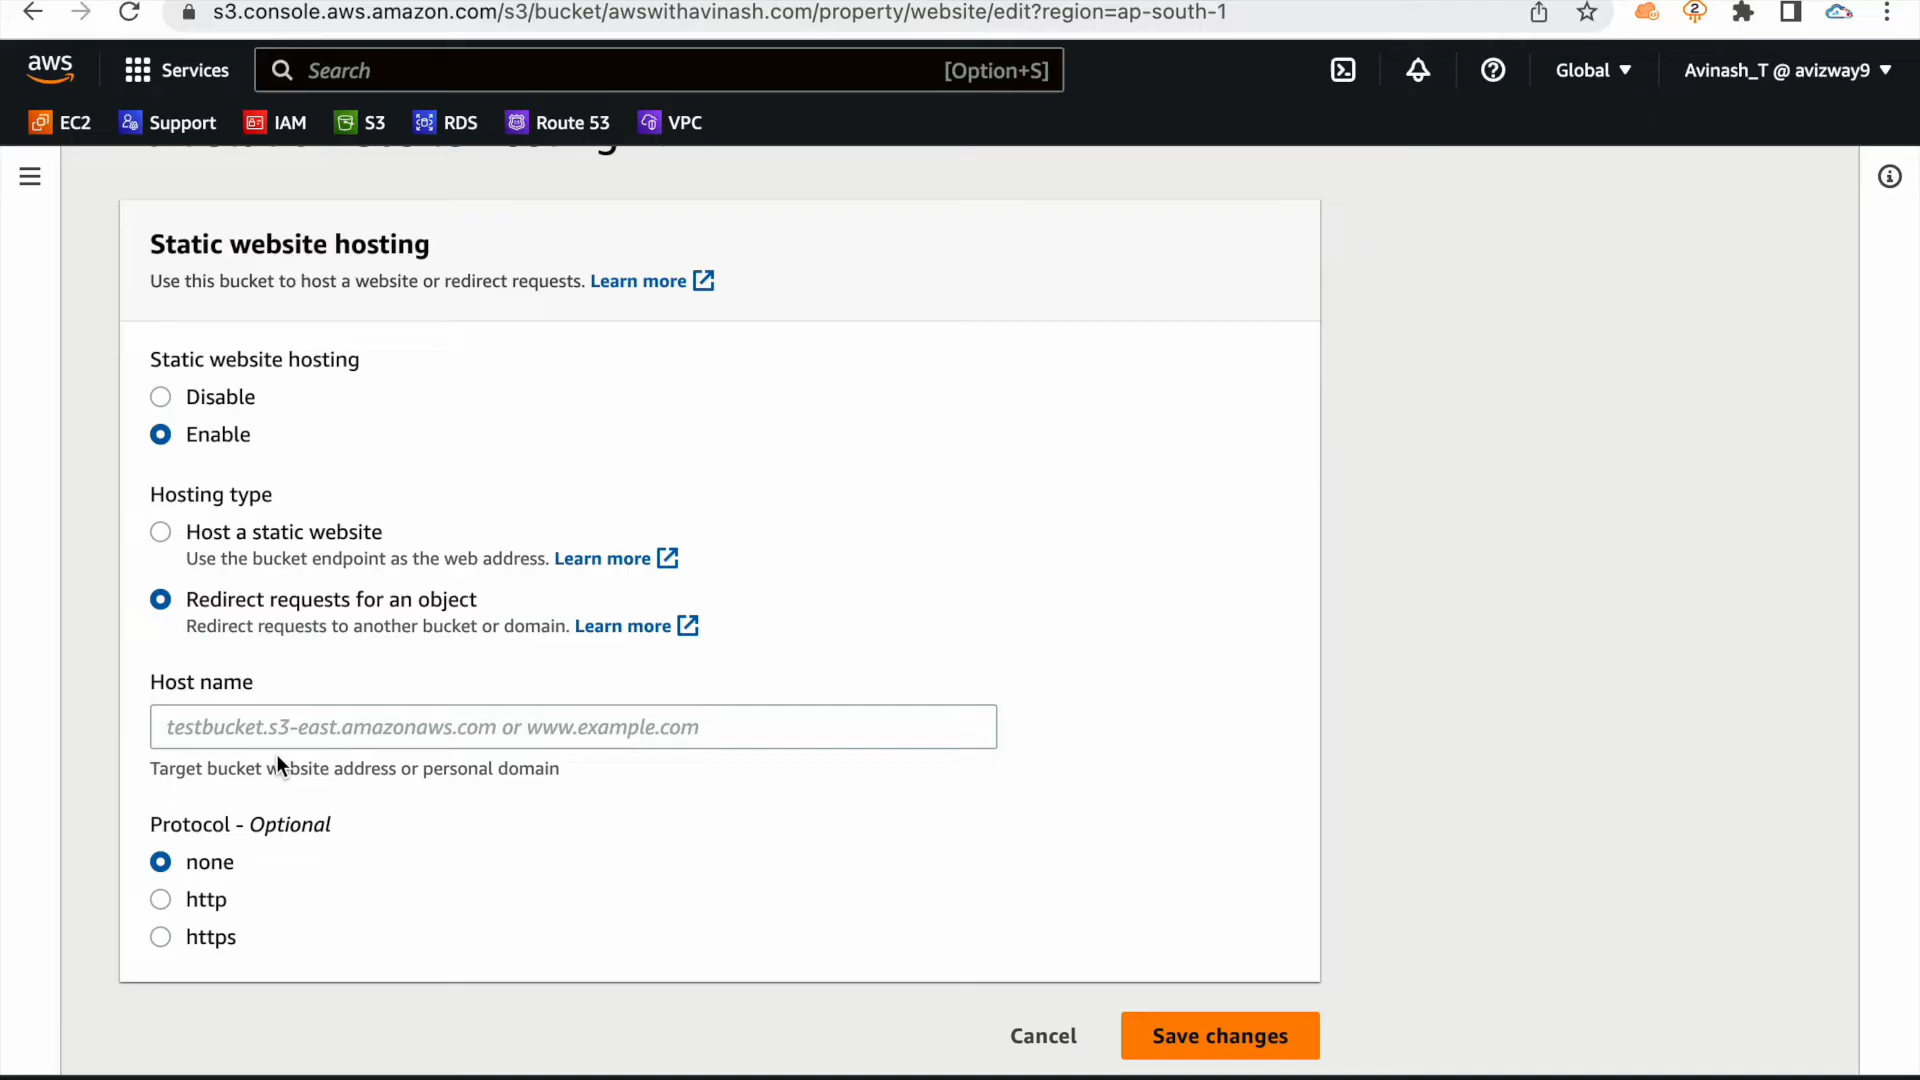 s3.console.aws.amazon.com/s3/bucket/awswithavinash.com/property/website/edit?region=ap-south-1
2
aws Services Search [Option+S] Global Avinash_T @ avizway9
EC2 Support IAM S3 RDS Route 53 VPC
Static website hosting
Use this bucket to host a website or redirect requests. Learn more
Static website hosting
Disable
Enable
Hosting type
Host a static website
Use the bucket endpoint as the web address. Learn more
Redirect requests for an object
Redirect requests to another bucket or domain. Learn more
Host name
testbucket.s3-east.amazonaws.com or www.example.com
Target bucket website address or personal domain
Protocol - Optional
none
http
https
Cancel Save changes